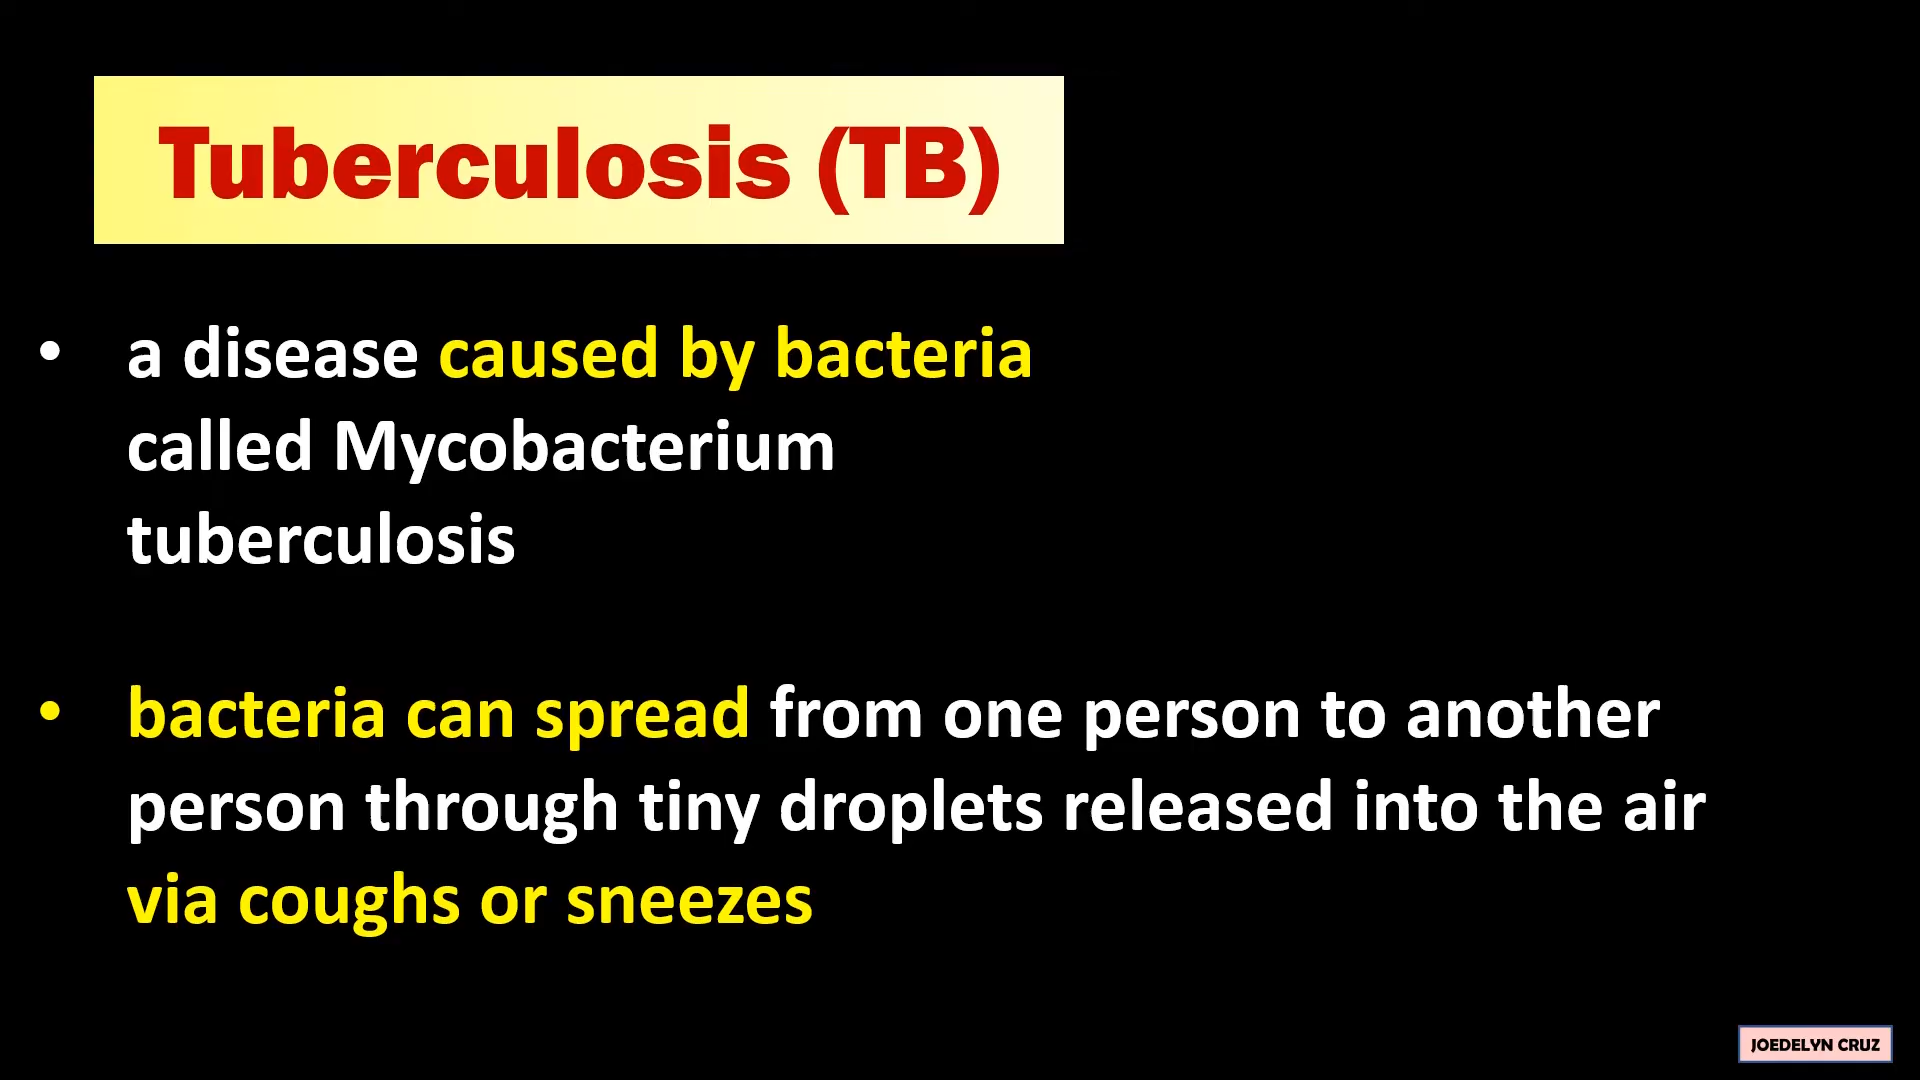 Tuberculosis (TB)
• a disease caused by bacteria
called Mycobacterium
tuberculosis
• bacteria can spread from one person to another
person through tiny droplets released into the air
via coughs or sneezes
JOEDELYN CRUZ